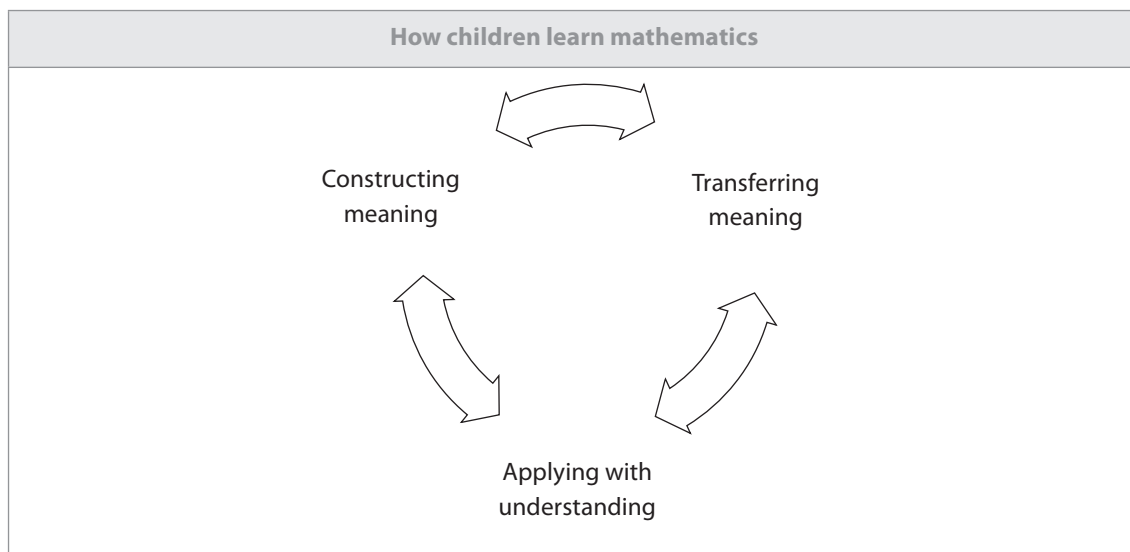 How children learn mathematics
Constructing
meaning
Transferring
meaning
Applying with
understanding